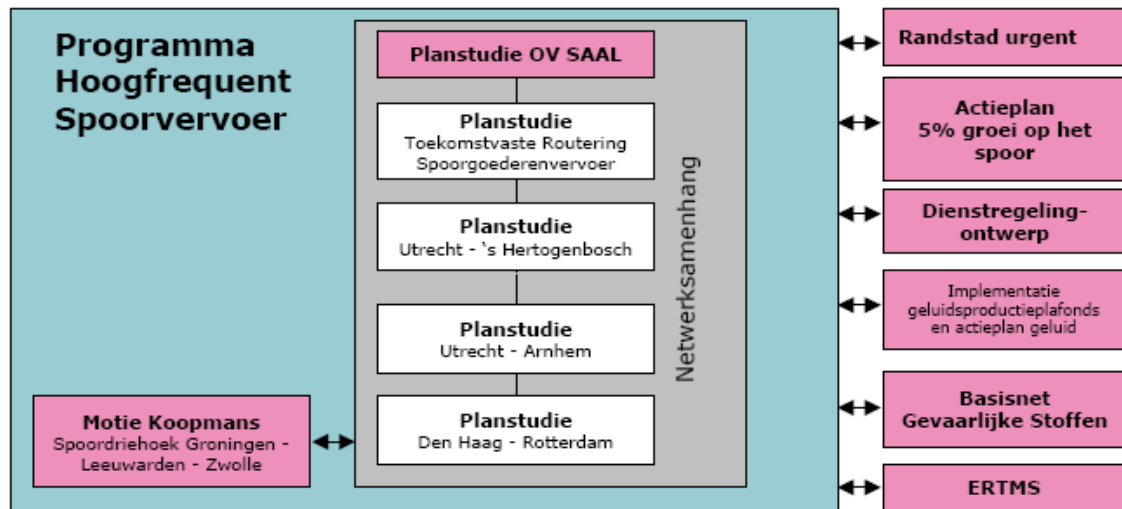 Programma
Hoogfrequent
Spoorvervoer
Planstudie OV SAAL
Planstudie
Toekomstvaste Routering
Spoorgoederenvervoer
Planstudie
Utrecht - ‘s Hertogenbosch
Planstudie
Utrecht - Arnhem
Planstudie
Den Haag - Rotterdam
Netwerksamenhang
Motie Koopmans
Spoordriehoek Groningen -
Leeuwarden - Zwolle
Randstad urgent
Actieplan
5% groei op het
spoor
Dienstregeling-
ontwerp
Implementatie
geluidsproductieplafonds
en actieplan geluid
Basisnet
Gevaarlijke Stoffen
ERTMS